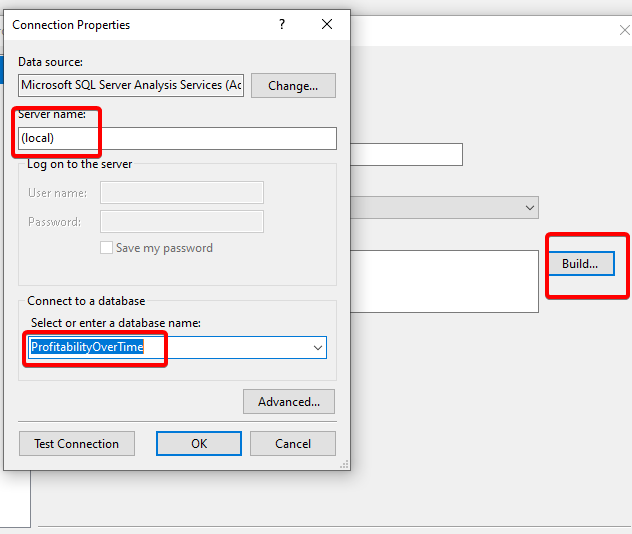 Connection Properties
?
Data source:
Microsoft SQL Server Analysis Services (Ac
Change...
Server name:
(local)
Log on to the server
User name:
Password:
Save my password
Build...
Connect to a database
Select or enter a database name:
ProfitabilityOverTime
Advanced...
Test Connection
OK
Cancel